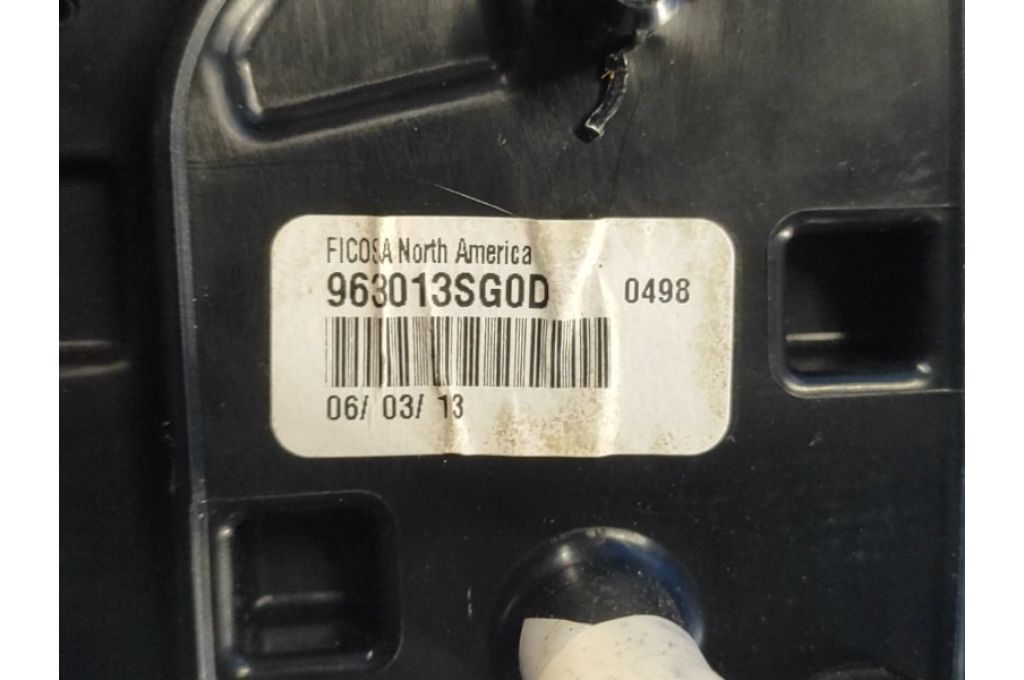 FICOSA North America
963013SG0D 0498
06/ 03/ 13